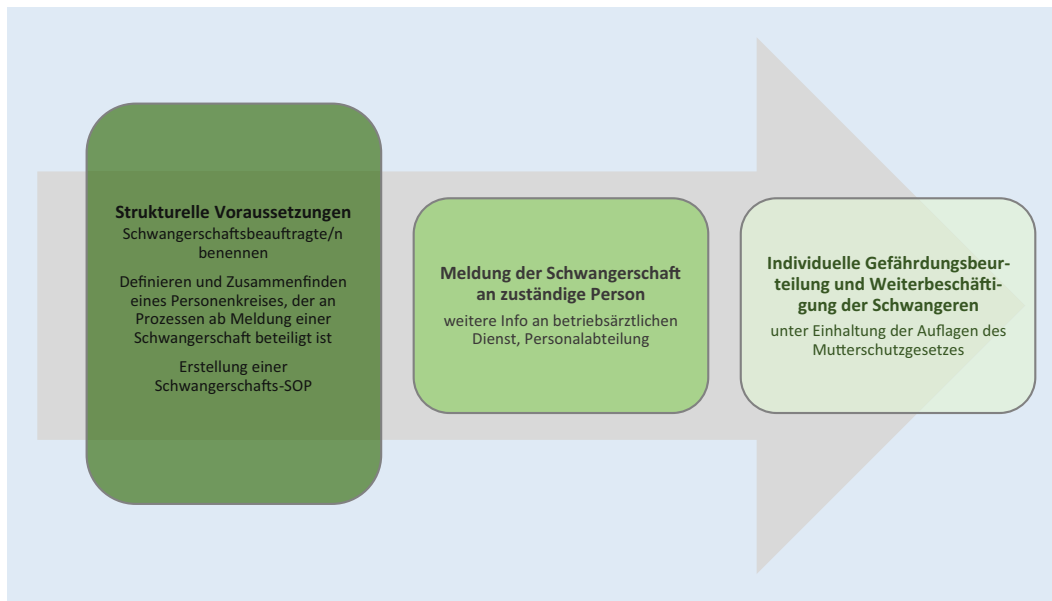 Strukturelle Voraussetzungen
Schwangerschaftsbeauftragte/n
benennen
Definieren und Zusammenfinden
eines Personenkreises, der an
Prozessen ab Meldung einer
Schwangerschaft beteiligt ist
Erstellung einer
Schwangerschafts-SOP
Meldung der Schwangerschaft
an zuständige Person
weitere Info an betriebsärztlichen
Dienst, Personalabteilung
Individuelle Gefährdungsbeur-
teilung und Weiterbeschäfti-
gung der Schwangeren
unter Einhaltung der Auflagen des
Mutterschutzgesetzes